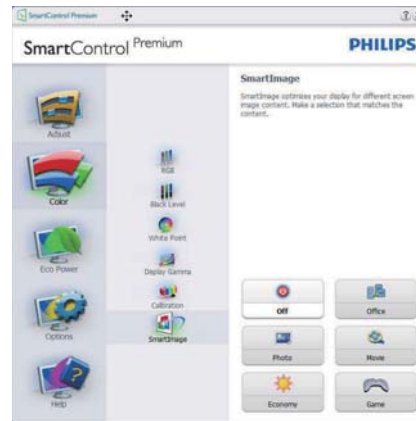 SmartControl Premium
SmartControl Premium
PHILIPS
SmartImage
SmartImage optimises your display for different screen
image content. Make a selection that matches the
content.
Adjust
Color
Eco Power
Options
Help
RGB
Black Level
White Point
Display Gamma
Calibration
SmartImage
Off
Office
Photo
Movie
Economy
Game